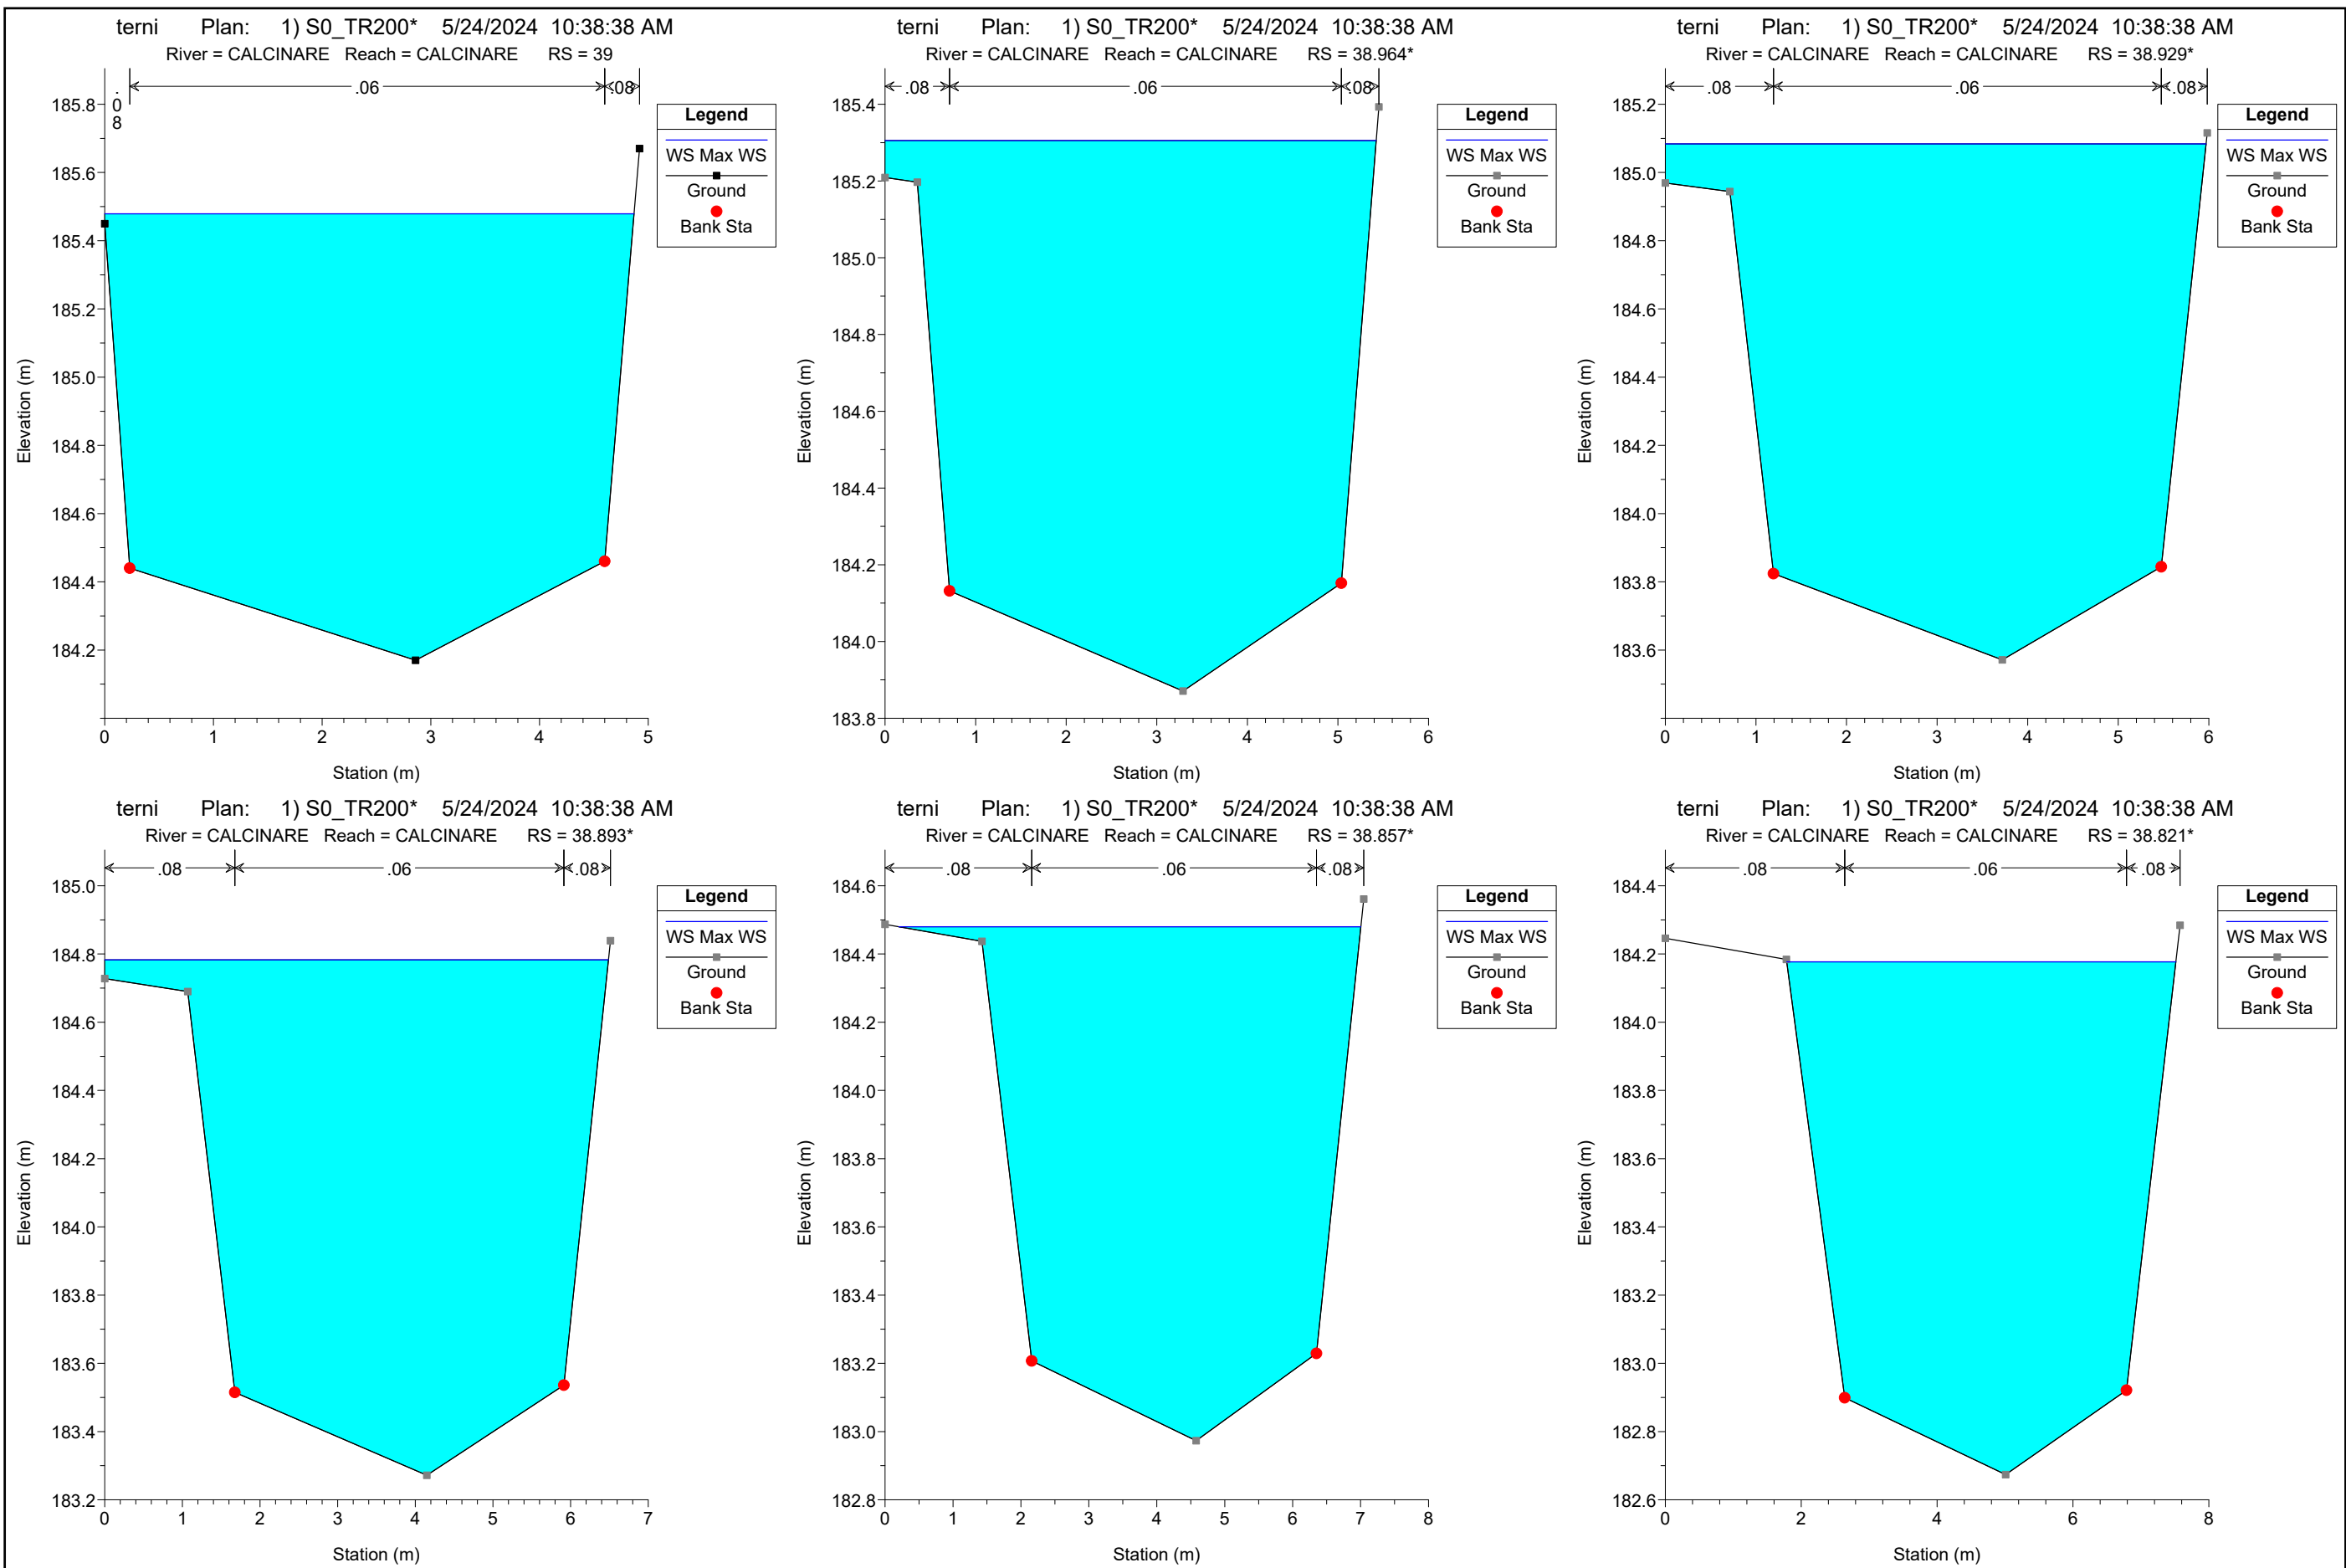 terni Plan: 1) S0_TR200* 5/24/2024 10:38:38 AM
River = CALCINARE Reach = CALCINARE RS = 39
.08 .06 .08
185.8
185.6
185.4
185.2
185.0
184.8
184.6
184.4
184.2
Elevation (m)
0 1 2 3 4 5
Station (m)
Legend
WS Max WS
Ground
Bank Sta
terni Plan: 1) S0_TR200* 5/24/2024 10:38:38 AM
River = CALCINARE Reach = CALCINARE RS = 38.964*
.08 .06 .08
185.4
185.2
185.0
184.8
184.6
184.4
184.2
184.0
183.8
Elevation (m)
0 1 2 3 4 5 6
Station (m)
Legend
WS Max WS
Ground
Bank Sta
terni Plan: 1) S0_TR200* 5/24/2024 10:38:38 AM
River = CALCINARE Reach = CALCINARE RS = 38.929*
.08 .06 .08
185.2
185.0
184.8
184.6
184.4
184.2
184.0
183.8
183.6
Elevation (m)
0 1 2 3 4 5 6
Station (m)
Legend
WS Max WS
Ground
Bank Sta
terni Plan: 1) S0_TR200* 5/24/2024 10:38:38 AM
River = CALCINARE Reach = CALCINARE RS = 38.893*
.08 .06 .08
185.0
184.8
184.6
184.4
184.2
184.0
183.8
183.6
183.4
183.2
Elevation (m)
0 1 2 3 4 5 6 7
Station (m)
Legend
WS Max WS
Ground
Bank Sta
terni Plan: 1) S0_TR200* 5/24/2024 10:38:38 AM
River = CALCINARE Reach = CALCINARE RS = 38.857*
.08 .06 .08
184.6
184.4
184.2
184.0
183.8
183.6
183.4
183.2
183.0
182.8
Elevation (m)
0 1 2 3 4 5 6 7 8
Station (m)
Legend
WS Max WS
Ground
Bank Sta
terni Plan: 1) S0_TR200* 5/24/2024 10:38:38 AM
River = CALCINARE Reach = CALCINARE RS = 38.821*
.08 .06 .08
184.4
184.2
184.0
183.8
183.6
183.4
183.2
183.0
182.8
182.6
Elevation (m)
0 2 4 6 8
Station (m)
Legend
WS Max WS
Ground
Bank Sta